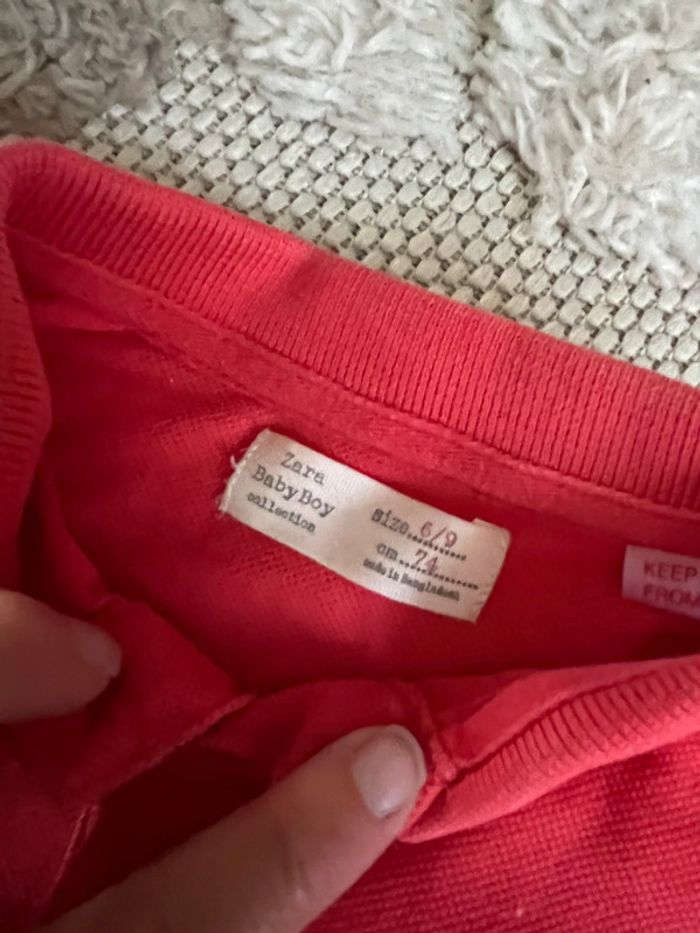 Zara
BabyBoy
collection
size 6/9
cm 74
made in Bangladesh
KEEP
FROM